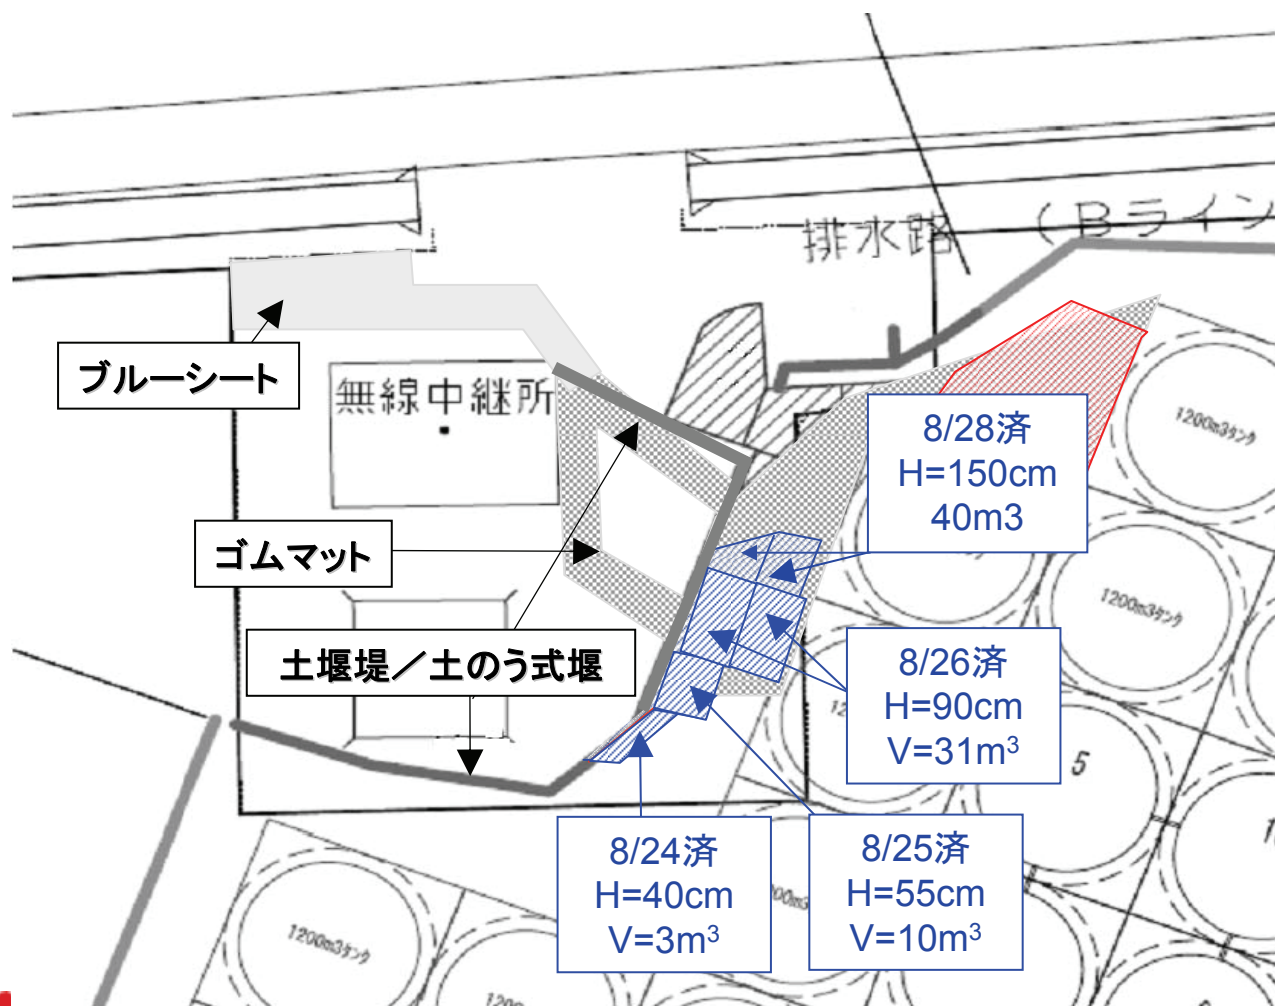 排水路 (Bライン
ブルーシート
無線中継所
1200m3タンク
8/28済
H=150cm
40m3
ゴムマット
1200m3タンク
土堰堤／土のう式堰
8/26済
H=90cm
V=31m³
5
8/24済
H=40cm
V=3m³
8/25済
H=55cm
V=10m³
1200m3タンク